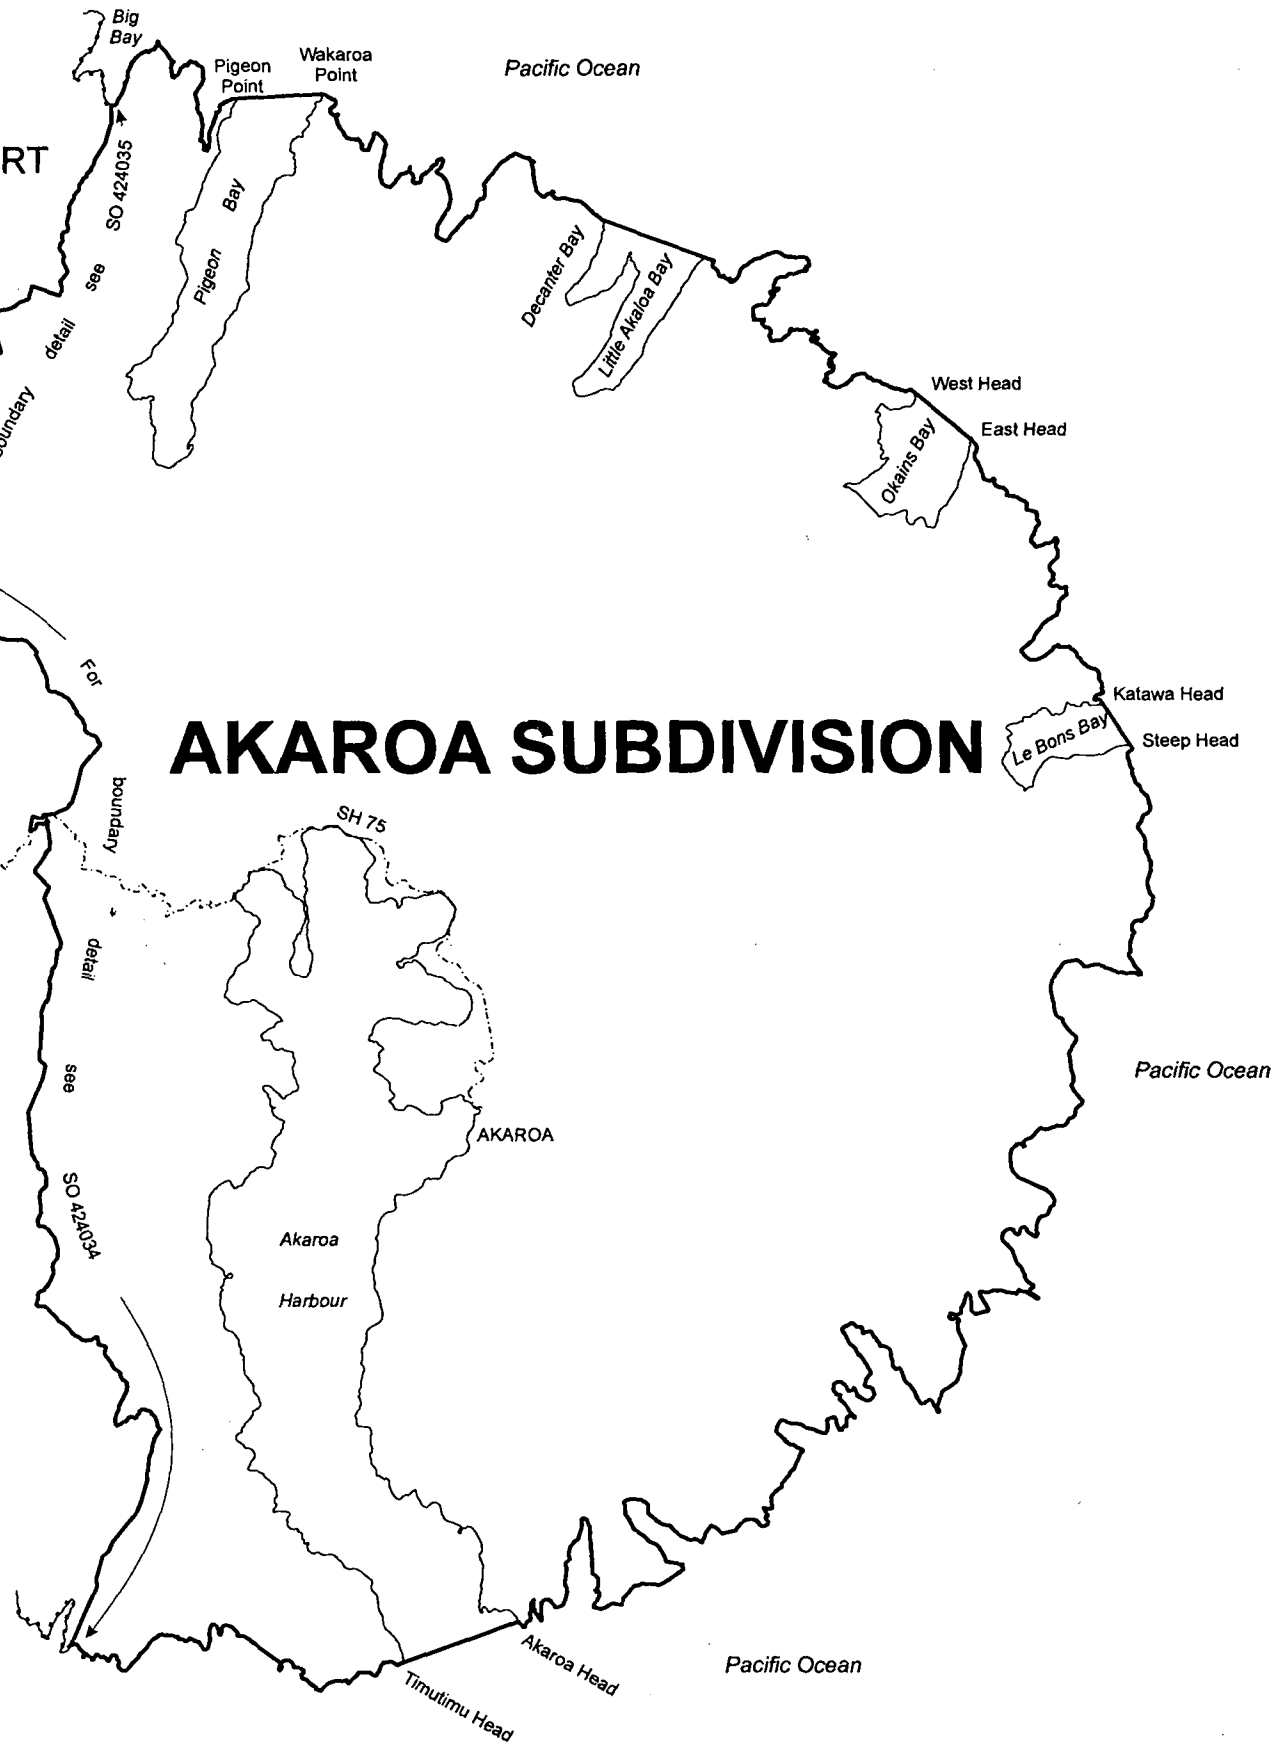 Big
Bay
Pigeon
Point
Wakaroa
Point
Pacific Ocean
RT
SO 424035
see
detail
oundary
Pigeon Bay
Decanter Bay
Little Akaloa Bay
West Head
East Head
Okains Bay
For
boundary
detail
see
SO 424034
Katawa Head
Steep Head
Le Bons Bay
AKAROA SUBDIVISION
SH 75
Pacific Ocean
AKAROA
Akaroa
Harbour
Akaroa Head
Timutimu Head
Pacific Ocean